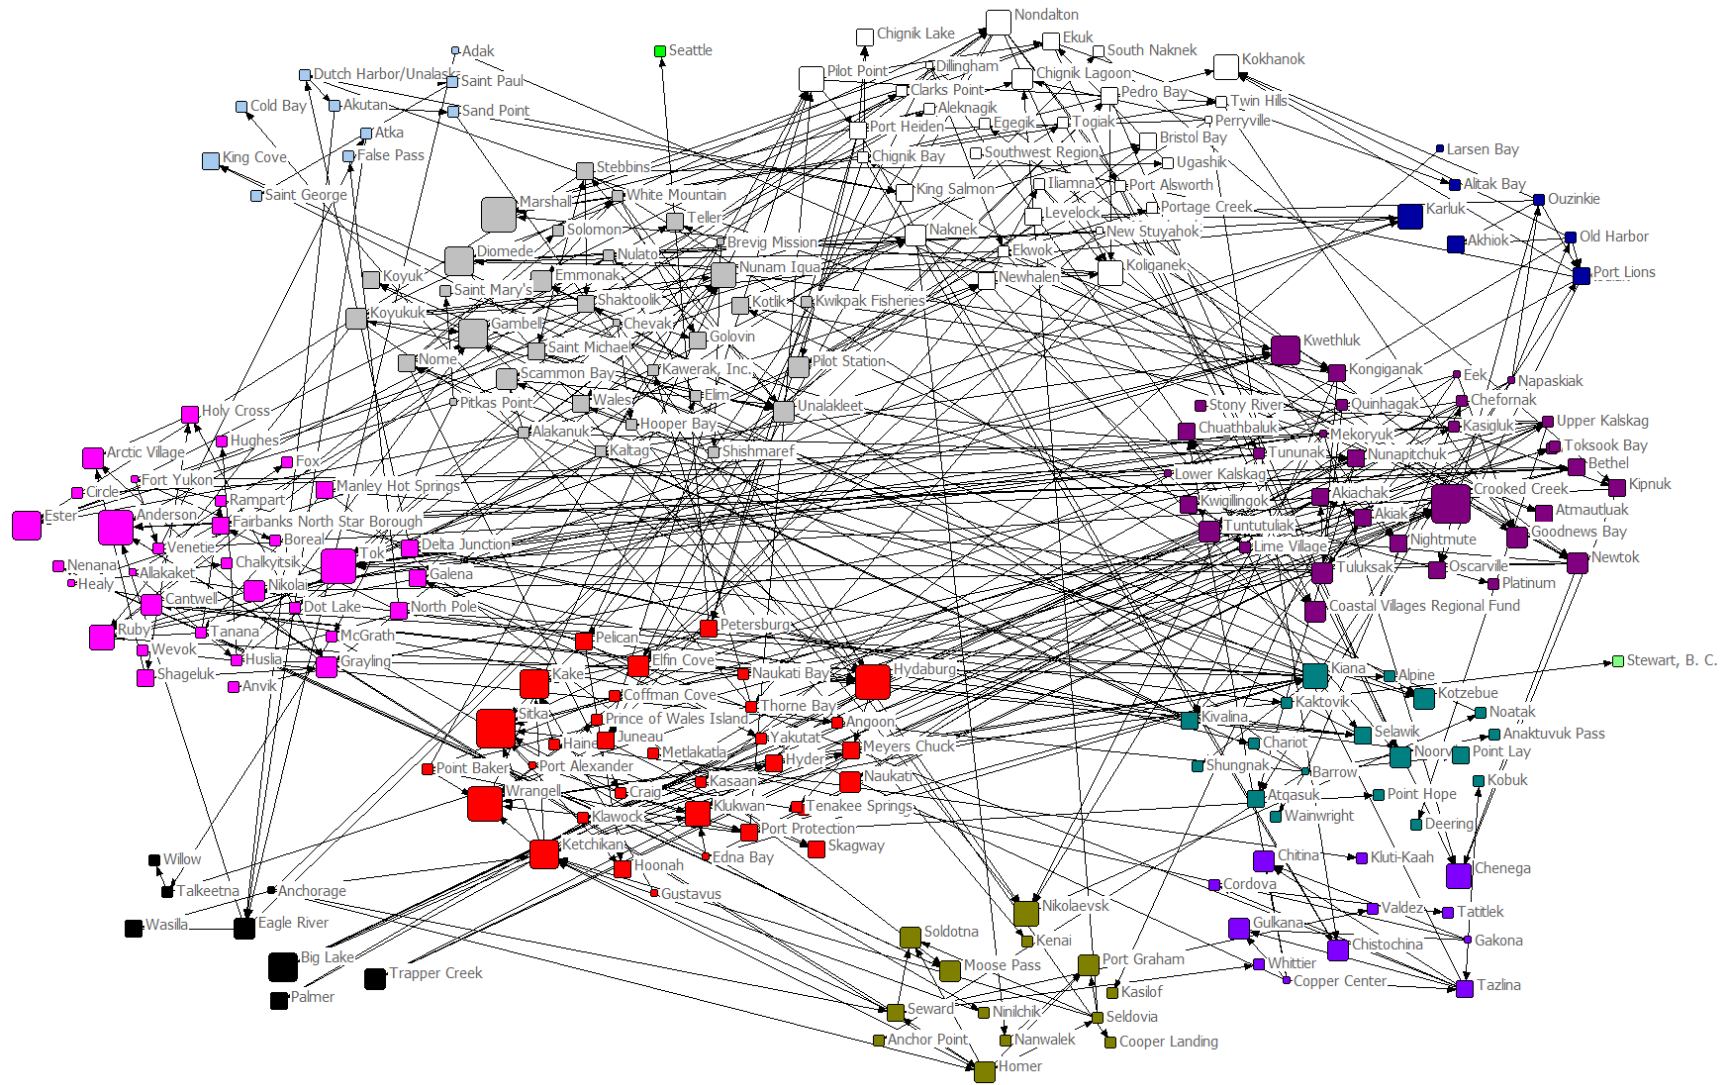 Nondalton
Chignik Lake
Ekuk
South Naknek
Adak
Seattle
Kokhanok
Dutch Harbor/Unalask
Saint Paul
Pilot Point
Dillingham
Chignik Lagoon
Clarks Point
Pedro Bay
Twin Hills
Cold Bay
Akutan
Sand Point
Aleknagik
Perryville
Atka
Port Heiden
Egegik
Togiak
Bristol Bay
Larsen Bay
King Cove
False Pass
Chignik Bay
Southwest Region
Ugashik
Stebbins
Iliamna
Port Alsworth
Alitak Bay
Saint George
White Mountain
King Salmon
Ouzinkie
Marshall
Teller
Levelock
Portage Creek
Karluk
Solomon
Naknek
New Stuyahok
Old Harbor
Diomede
Nulato
Brevig Mission
Ekwok
Akhiok
Koyuk
Emmonak
Nunam Iqua
Newhalen
Koliganek
Port Lions
Saint Mary's
Shaktoolik
Kotlik
Kwikpak Fisheries
Koyukuk
Gambell
Chevak
Golovin
Kwethluk
Nome
Saint Michael
Kawerak, Inc.
Pilot Station
Kongiganak
Eek
Napaskiak
Scammon Bay
Elim
Pitkas Point
Wales
Unalakleet
Stony River
Quinhagak
Chefornak
Holy Cross
Alakanuk
Hooper Bay
Chuathbaluk
Mekoryuk
Kasigluk
Upper Kalskag
Hughes
Kaltag
Shishmaref
Tununak
Nunapitchuk
Toksook Bay
Arctic Village
Fox
Lower Kalskag
Bethel
Fort Yukon
Manley Hot Springs
Circle
Rampart
Kwigillingok
Akiachak
Crooked Creek
Kipnuk
Ester
Anderson
Fairbanks North Star Borough
Tuntutuliak
Akiak
Atmautluak
Goodnews Bay
Venetie
Boreal
Tok
Delta Junction
Lime Village
Nightmute
Nenana
Chalkyitsik
Healy
Allakaket
Galena
Tuluksak
Oscarville
Newtok
Nikolai
Platinum
Cantwell
Dot Lake
North Pole
Coastal Villages Regional Fund
Ruby
Tanana
McGrath
Pelican
Petersburg
Wevok
Huslia
Grayling
Elfin Cove
Hydaburg
Stewart, B. C.
Shageluk
Anvik
Kake
Naukati Bay
Kiana
Alpine
Coffman Cove
Thorne Bay
Kaktovik
Kotzebue
Sitka
Prince of Wales Island
Angoon
Kivalina
Noatak
Haine
Juneau
Yakutat
Meyers Chuck
Chariot
Selawik
Anaktuvuk Pass
Point Baker
Port Alexander
Metlakatla
Hyder
Shungnak
Barrow
Noorv
Point Lay
Wrangell
Craig
Kasaan
Naukati
Atqasuk
Point Hope
Kobuk
Klawock
Klukwan
Tenakee Springs
Wainwright
Deering
Ketchikan
Port Protection
Skagway
Willow
Hoonah
Edna Bay
Chitina
Kluti-Kaah
Chenega
Talkeetna
Anchorage
Gustavus
Cordova
Wasilla
Eagle River
Nikolaevsk
Gulkana
Valdez
Tatitlek
Soldotna
Kenai
Chistochina
Gakona
Big Lake
Moose Pass
Port Graham
Whittier
Trapper Creek
Copper Center
Tazlina
Palmer
Kasilof
Seward
Ninilchik
Seldovia
Anchor Point
Nanwalek
Cooper Landing
Homer